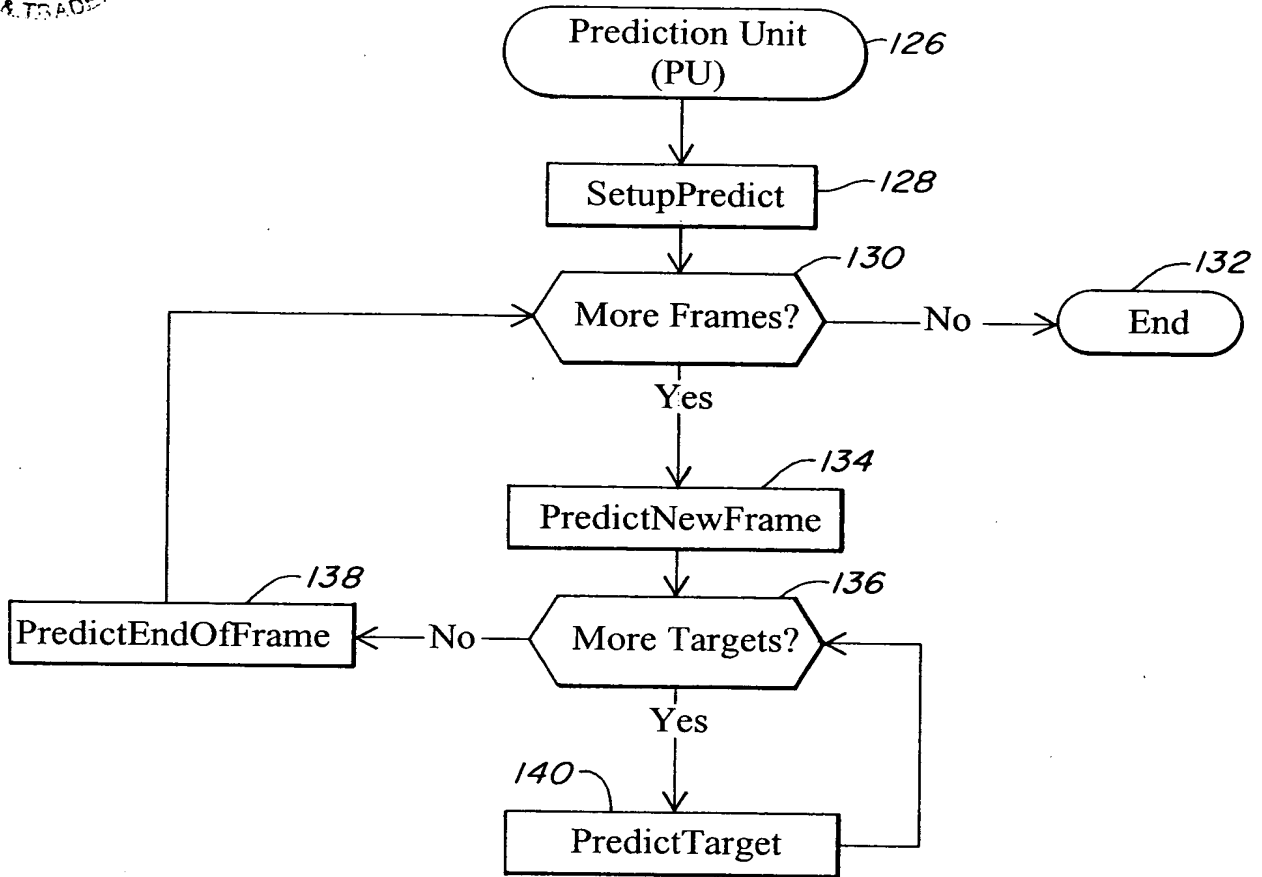 & TRADE
Prediction Unit
(PU)
126
SetupPredict
128
130
More Frames?
No
132
End
Yes
134
PredictNewFrame
136
138
PredictEndOfFrame
No
More Targets?
Yes
140
PredictTarget